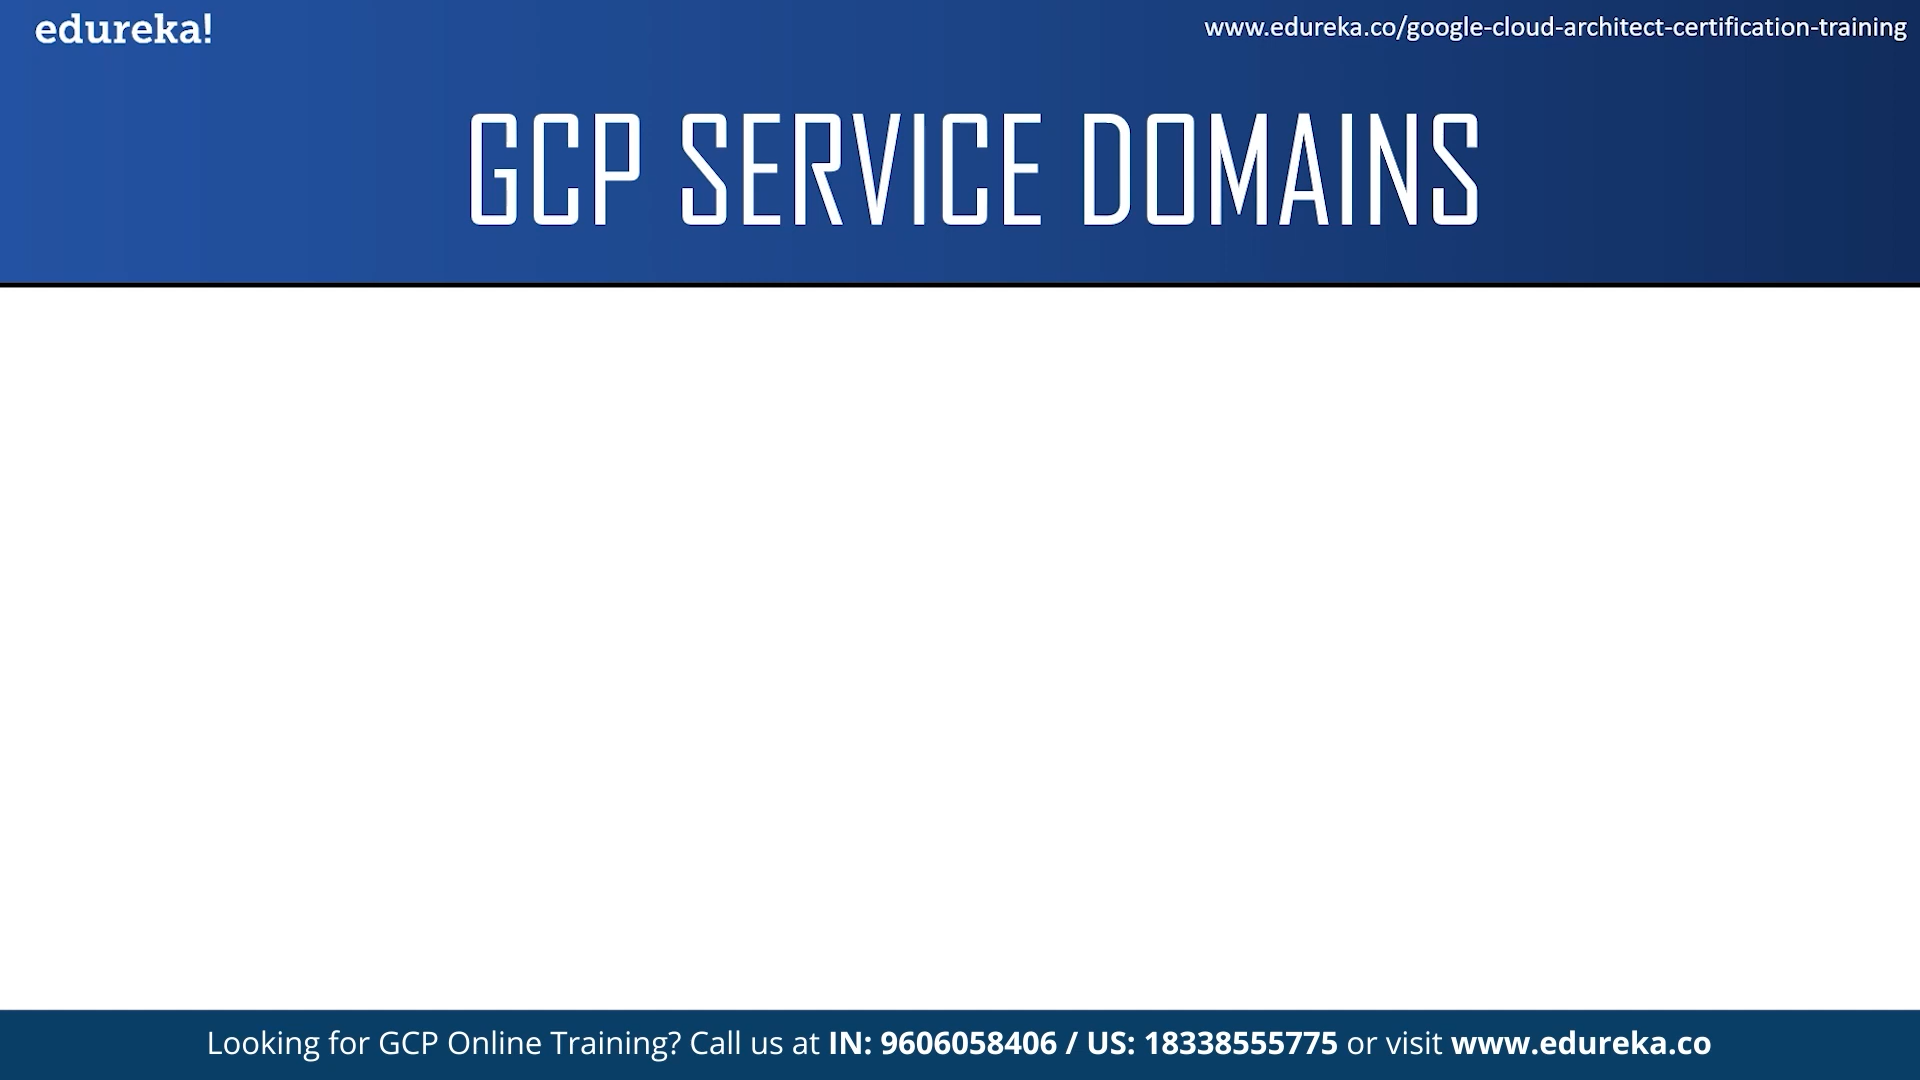 edureka!
www.edureka.co/google-cloud-architect-certification-training
GCP SERVICE DOMAINS
Looking for GCP Online Training? Call us at IN: 9606058406 / US: 18338555775 or visit www.edureka.co